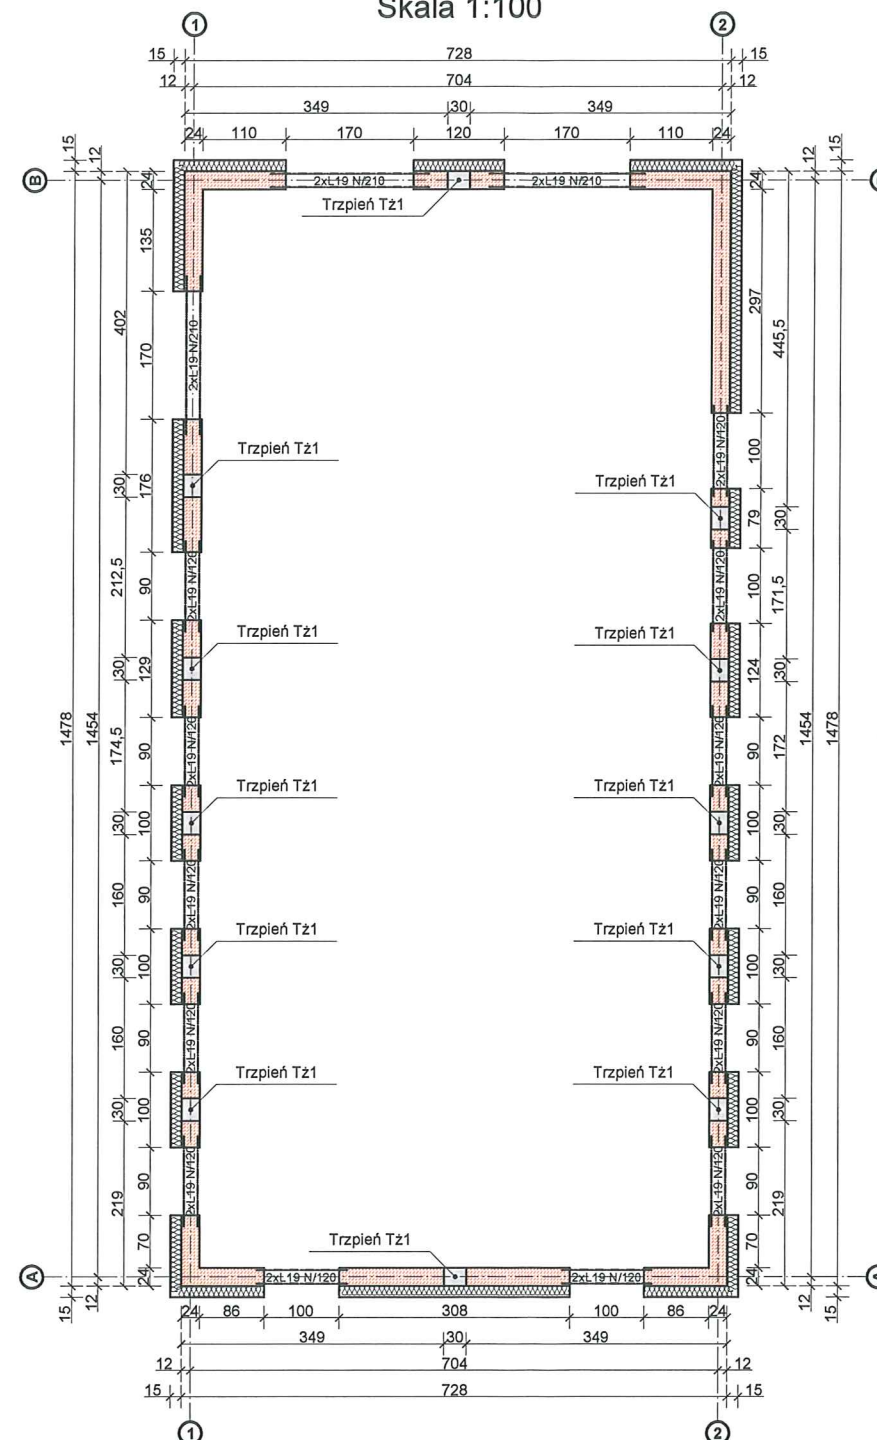 Skala 1:100
1 2
15 728 15
12 704 12
349 30 349
24 110 170 120 170 110 24
15 12 12 15
B 24 2xL19 N/210 2xL19 N/210 24
Trzpień Tż1
135
402 170 2xL19 N/210 297 445,5
2xL19 N/120 100
Trzpień Tż1
30 176
Trzpień Tż1
79 30
212,5 90 2xL19 N/120 2xL19 N/120 100 171,5
Trzpień Tż1 Trzpień Tż1
30 129 124 30
1478 1454 174,5 90 2xL19 N/120 2xL19 N/120 90 172 1454 1478
Trzpień Tż1 Trzpień Tż1
30 100 100 30
160 90 2xL19 N/120 2xL19 N/120 90 160
Trzpień Tż1 Trzpień Tż1
30 100 100 30
160 90 2xL19 N/120 2xL19 N/120 90 160
Trzpień Tż1 Trzpień Tż1
30 100 100 30
219 90 2xL19 N/120 2xL19 N/120 90 219
70 70
Trzpień Tż1
A 24 2xL19 N/120 2xL19 N/120 24
15 12 12 15
24 86 100 308 100 86 24
349 30 349
12 704 12
15 728 15
1 2